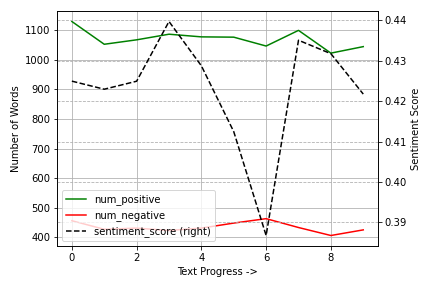 1100
1000
900
800
700
600
500
400
Number of Words
0.44
0.43
0.42
0.41
0.40
0.39
Sentiment Score
num_positive
num_negative
sentiment_score (right)
0 2 4 6 8
Text Progress ->